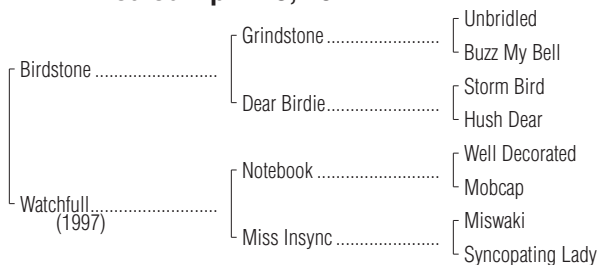 Unbridled
Grindstone ................................
Buzz My Bell
Birdstone ...................................
Storm Bird
Dear Birdie................................
Hush Dear
Well Decorated
Notebook ..................................
Mobcap
Watchfull....................................
(1997)
Miswaki
Miss Insync ..............................
Syncopating Lady